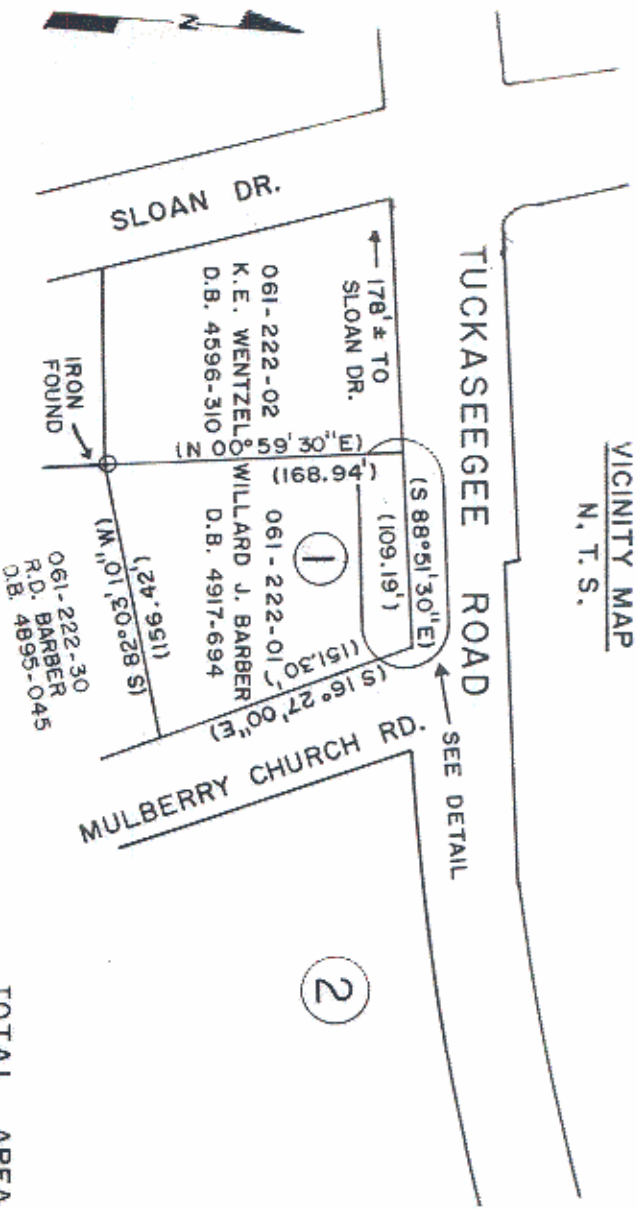 VICINITY MAP
N. T. S.
N
TUCKASEEGEE ROAD
SLOAN DR.
178' ± TO
SLOAN DR.
(S 88°51'30"E)
(109.19')
SEE DETAIL
061-222-02
K.E. WENTZEL
D.B. 4596-310
(N 00°59'30"E)
(168.94')
061-222-01
WILLARD J. BARBER
D.B. 4917-694
1
(151.30')
(S 16°27'00"E)
MULBERRY CHURCH RD.
IRON
FOUND
(156.42')
(S 82°03'10"W)
061-222-30
R.D. BARBER
D.B. 4895-045
2
TOTAL AREA